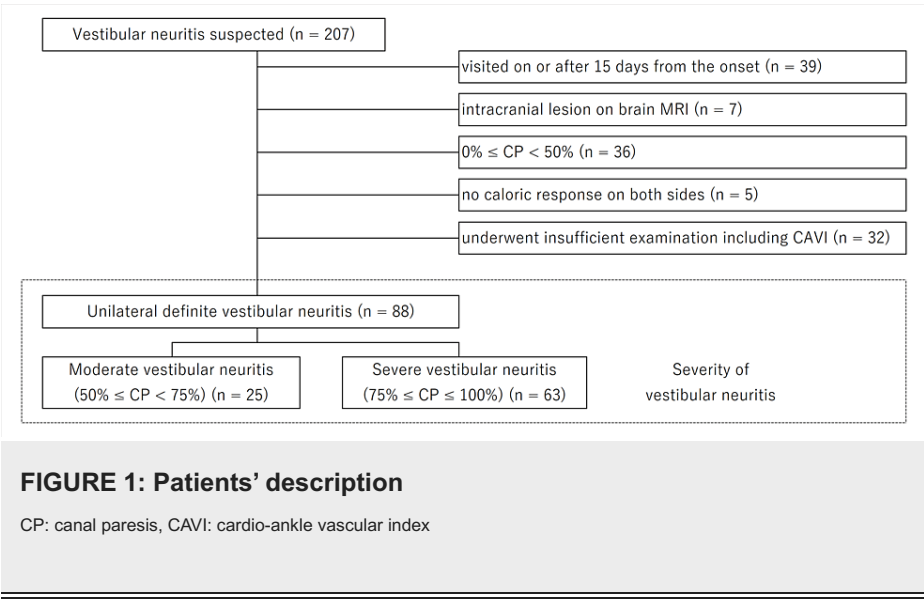 Vestibular neuritis suspected (n = 207)
visited on or after 15 days from the onset (n = 39)
intracranial lesion on brain MRI (n = 7)
0% ≤ CP < 50% (n = 36)
no caloric response on both sides (n = 5)
underwent insufficient examination including CAVI (n = 32)
Unilateral definite vestibular neuritis (n = 88)
Moderate vestibular neuritis
(50% ≤ CP < 75%) (n = 25)
Severe vestibular neuritis
(75% ≤ CP ≤ 100%) (n = 63)
Severity of
vestibular neuritis
FIGURE 1: Patients’ description
CP: canal paresis, CAVI: cardio-ankle vascular index